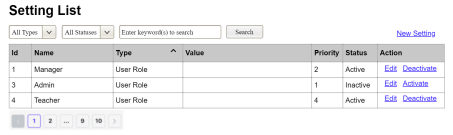 Setting List
All Types All Statuses Enter keyword(s) to search Search New Setting
Id Name Type ^ Value Priority Status Action
1 Manager User Role 2 Active Edit Deactivate
3 Admin User Role 1 Inactive Edit Activate
4 Teacher User Role 4 Active Edit Deactivate
‹ 1 2 ... 9 10 ›